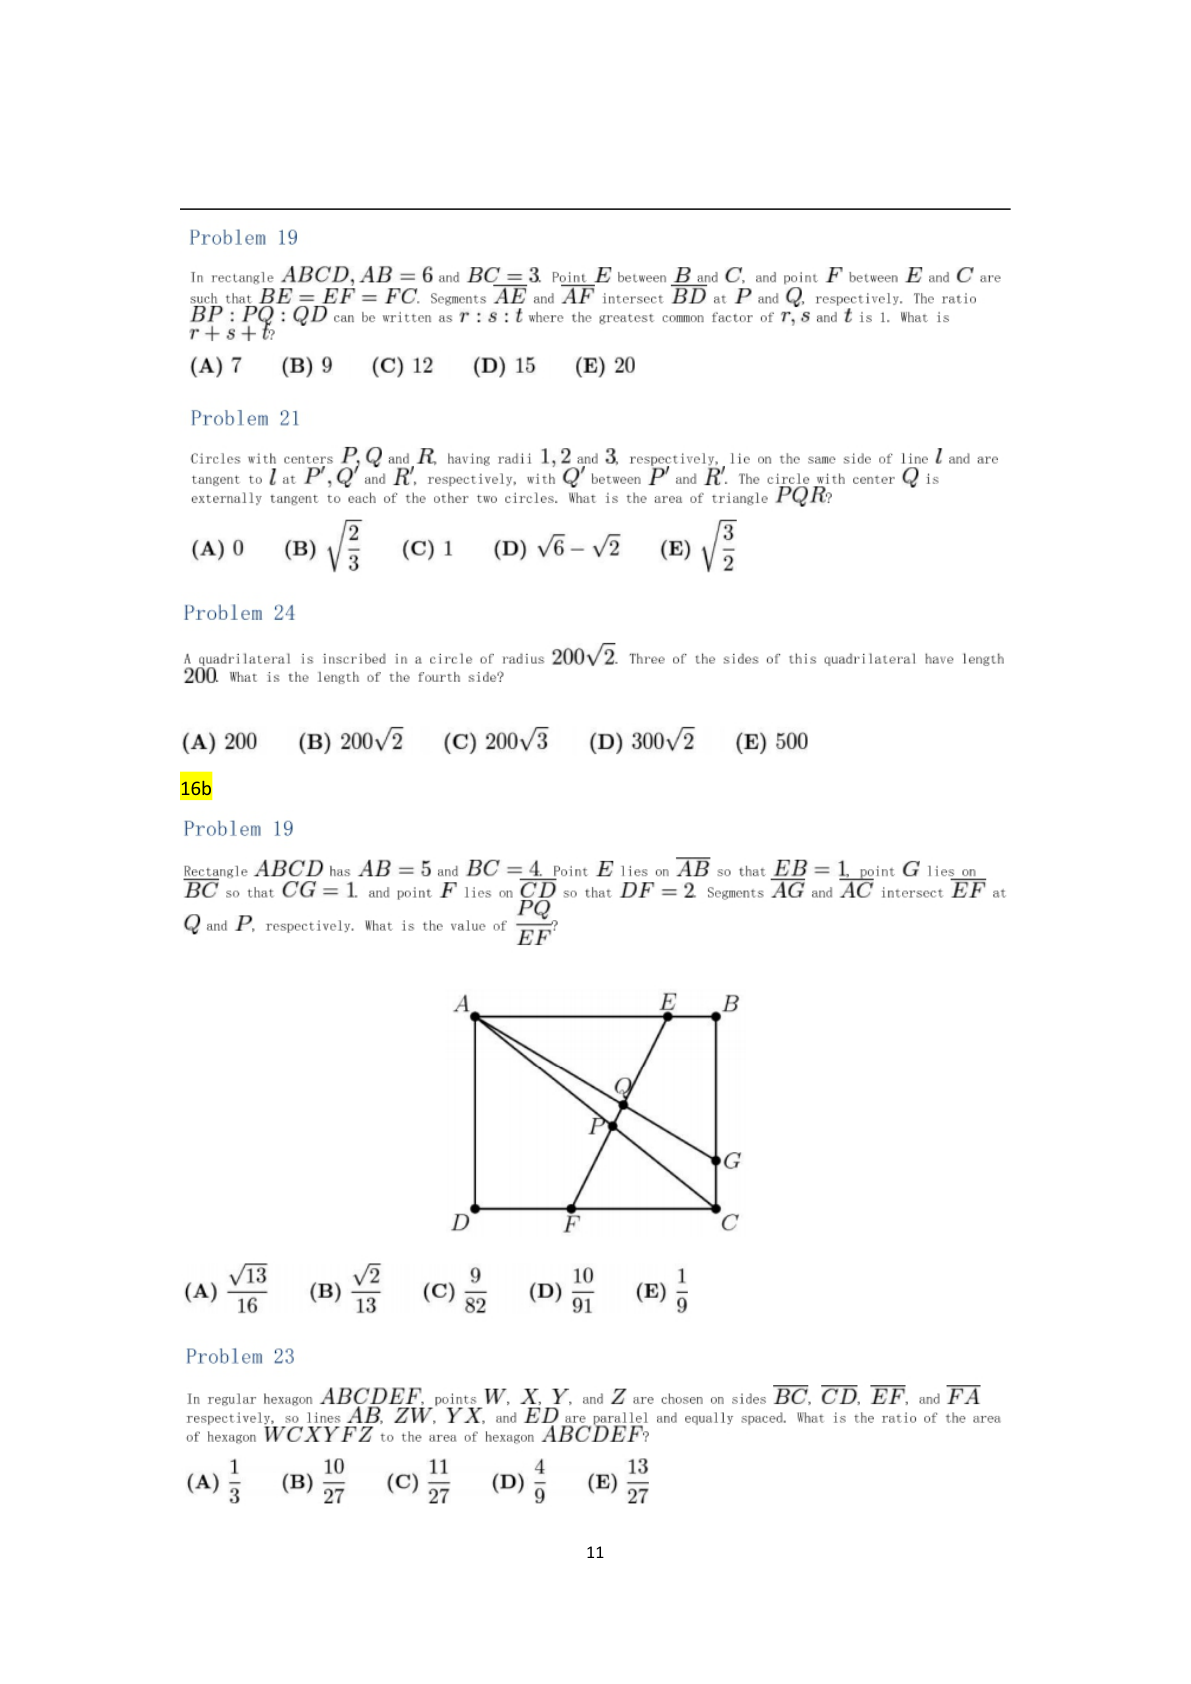 Problem 19
In rectangle ABCD, AB = 6 and BC = 3. Point E between B and C, and point F between E and C are
such that BE = EF = FC. Segments \overline{AE} and \overline{AF} intersect \overline{BD} at P and Q, respectively. The ratio
BP : PQ : QD can be written as r : s : t where the greatest common factor of r, s and t is 1. What is
r + s + t?
(A) 7 (B) 9 (C) 12 (D) 15 (E) 20
Problem 21
Circles with centers P, Q and R, having radii 1, 2 and 3, respectively, lie on the same side of line l and are
tangent to l at P′, Q′ and R′, respectively, with Q′ between P′ and R′. The circle with center Q is
externally tangent to each of the other two circles. What is the area of triangle PQR?
(A) 0 (B) \sqrt{\frac{2}{3}} (C) 1 (D) √6 − √2 (E) \sqrt{\frac{3}{2}}
Problem 24
A quadrilateral is inscribed in a circle of radius 200√2. Three of the sides of this quadrilateral have length
200. What is the length of the fourth side?
(A) 200 (B) 200√2 (C) 200√3 (D) 300√2 (E) 500
16b
Problem 19
Rectangle ABCD has AB = 5 and BC = 4. Point E lies on \overline{AB} so that EB = 1, point G lies on
\overline{BC} so that CG = 1. and point F lies on \overline{CD} so that DF = 2. Segments \overline{AG} and \overline{AC} intersect \overline{EF} at
Q and P, respectively. What is the value of \frac{PQ}{EF}?
A E B
Q
P
G
D F C
(A) \frac{\sqrt{13}}{16} (B) \frac{\sqrt{2}}{13} (C) \frac{9}{82} (D) \frac{10}{91} (E) \frac{1}{9}
Problem 23
In regular hexagon ABCDEF, points W, X, Y, and Z are chosen on sides \overline{BC}, \overline{CD}, \overline{EF}, and \overline{FA}
respectively, so lines AB, ZW, YX, and ED are parallel and equally spaced. What is the ratio of the area
of hexagon WCXYFZ to the area of hexagon ABCDEF?
(A) \frac{1}{3} (B) \frac{10}{27} (C) \frac{11}{27} (D) \frac{4}{9} (E) \frac{13}{27}
11